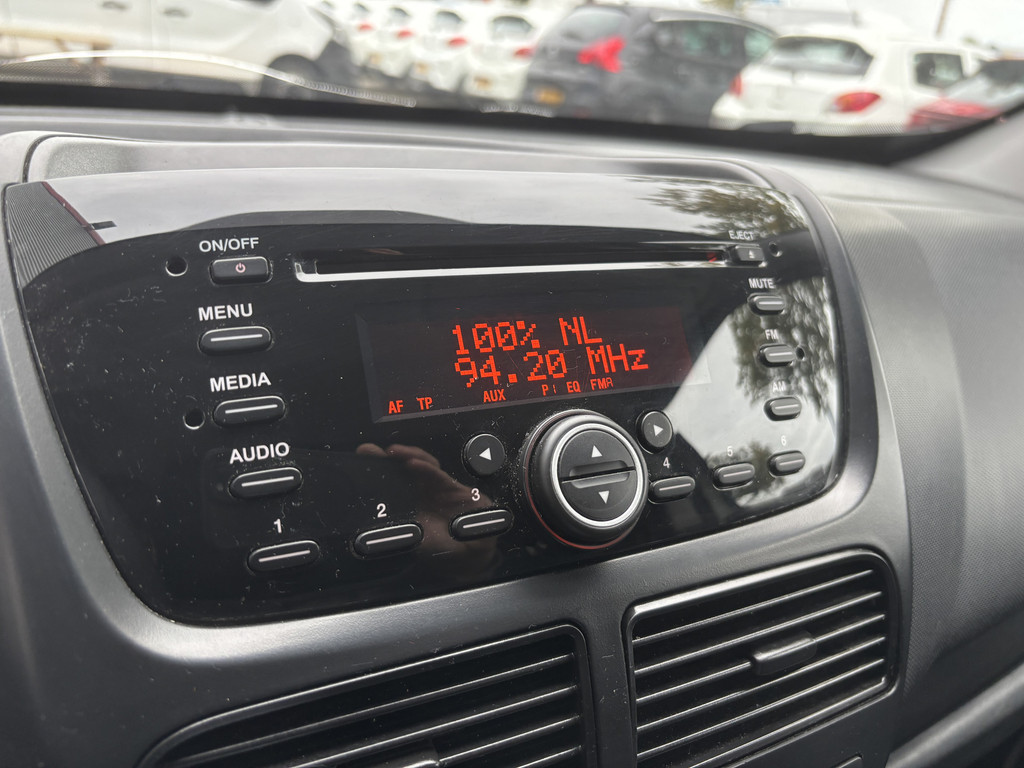 ON/OFF
EJECT
MENU
MUTE
100% NL
FM
94.20 MHz
MEDIA
AF TP AUX EQ FMA
AM
AUDIO
1
2
3
4
5
6